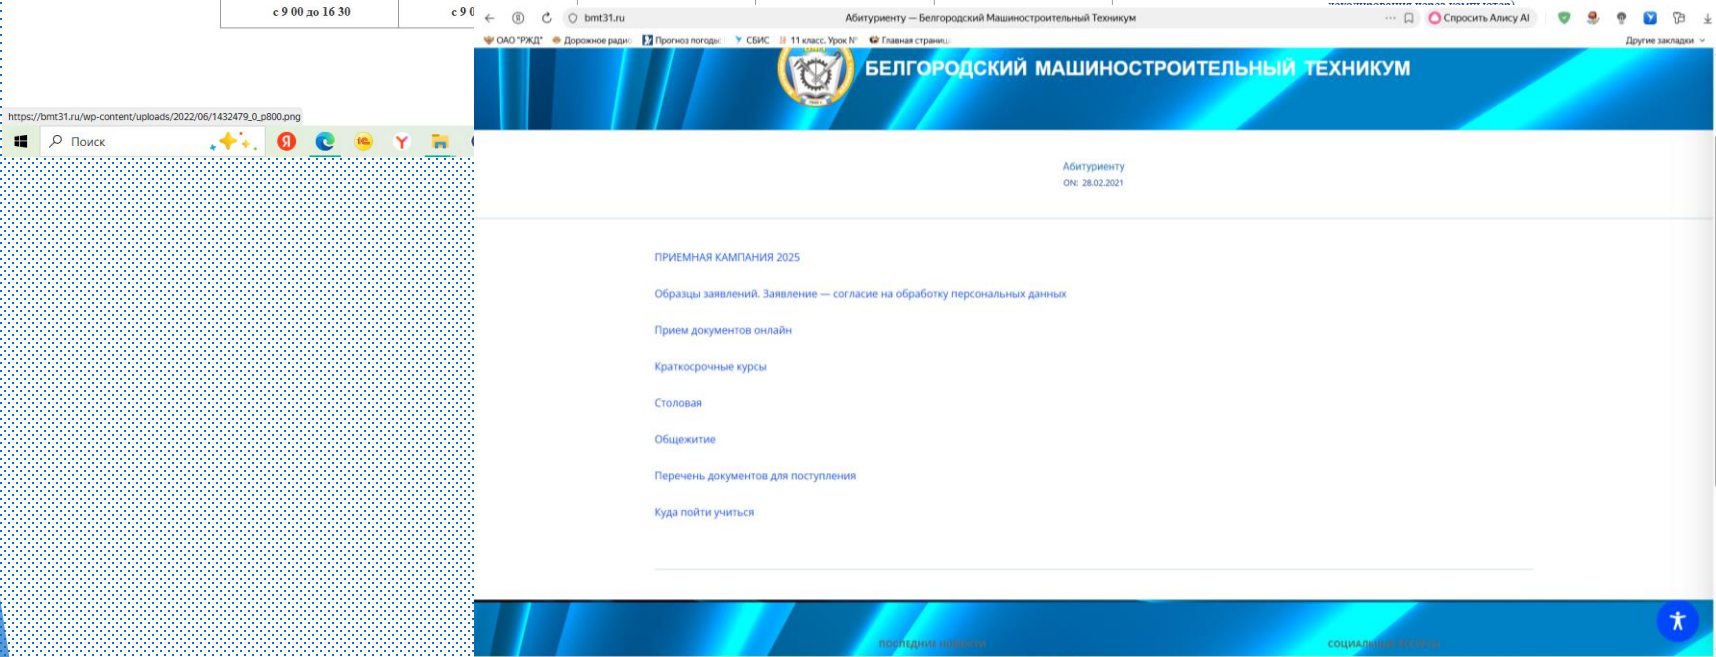 с 9 00 до 16 30
https://bmt31.ru/wp-content/uploads/2022/06/1432479_0_p800.png
Поиск
bmt31.ru
Абитуриенту — Белгородский Машиностроительный Техникум
Спросить Алису AI
ОАО "РЖД"
Дорожное радио
Прогноз погоды
СБИС
11 класс. Урок №
Главная страниц
Другие закладки
БЕЛГОРОДСКИЙ МАШИНОСТРОИТЕЛЬНЫЙ ТЕХНИКУМ
Абитуриенту
ON: 28.02.2021
ПРИЕМНАЯ КАМПАНИЯ 2025
Образцы заявлений. Заявление — согласие на обработку персональных данных
Прием документов онлайн
Краткосрочные курсы
Столовая
Общежитие
Перечень документов для поступления
Куда пойти учиться
ПОСЛЕДНИЕ НОВОСТИ